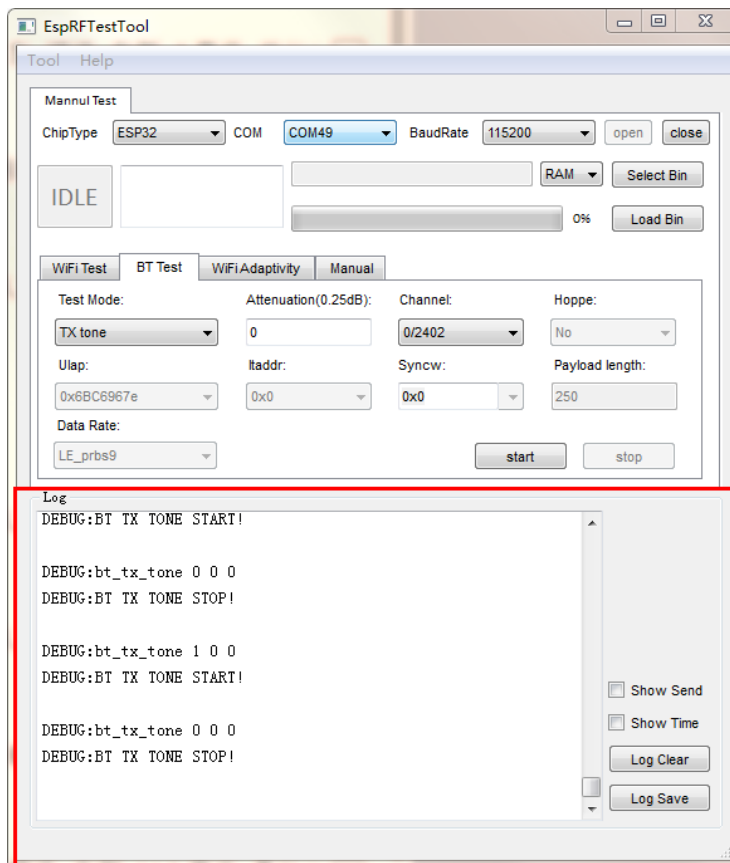 EspRFTestTool
Tool Help
Mannul Test
ChipType ESP32 COM COM49 BaudRate 115200 open close
IDLE RAM Select Bin
0% Load Bin
WiFi Test BT Test WiFi Adaptivity Manual
Test Mode: Attenuation(0.25dB): Channel: Hoppe:
TX tone 0 0/2402 No
Ulap: ltaddr: Syncw: Payload length:
0x6BC6967e 0x0 0x0 250
Data Rate:
LE_prbs9 start stop
Log
DEBUG:BT TX TONE START!
DEBUG:bt_tx_tone 0 0 0
DEBUG:BT TX TONE STOP!
DEBUG:bt_tx_tone 1 0 0
DEBUG:BT TX TONE START!
DEBUG:bt_tx_tone 0 0 0
DEBUG:BT TX TONE STOP!
Show Send
Show Time
Log Clear
Log Save